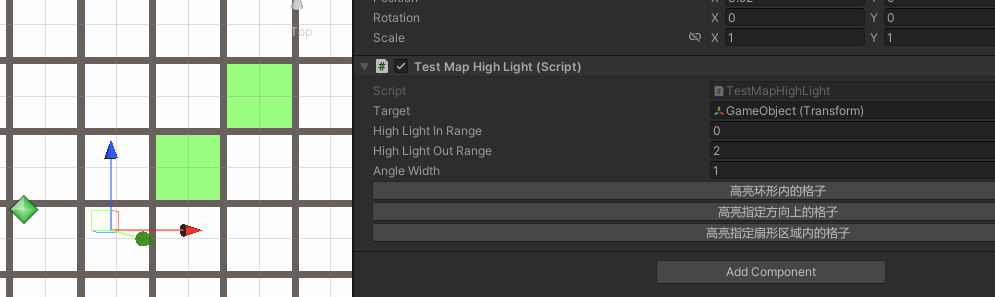 Top
Rotation X 0 Y 0
Scale X 1 Y 1
# Test Map High Light (Script)
Script TestMapHighLight
Target GameObject (Transform)
High Light In Range 0
High Light Out Range 2
Angle Width 1
高亮环形内的格子
高亮指定方向上的格子
高亮指定扇形区域内的格子
Add Component